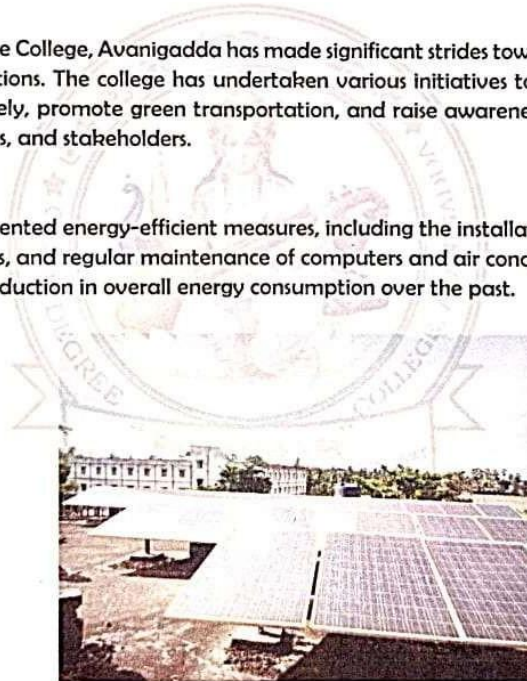 e College, Avanigadda has made significant strides tow
tions. The college has undertaken various initiatives to
ely, promote green transportation, and raise awarene
s, and stakeholders.
ented energy-efficient measures, including the installa
s, and regular maintenance of computers and air cond
duction in overall energy consumption over the past.
DEGREE
COLLEGE